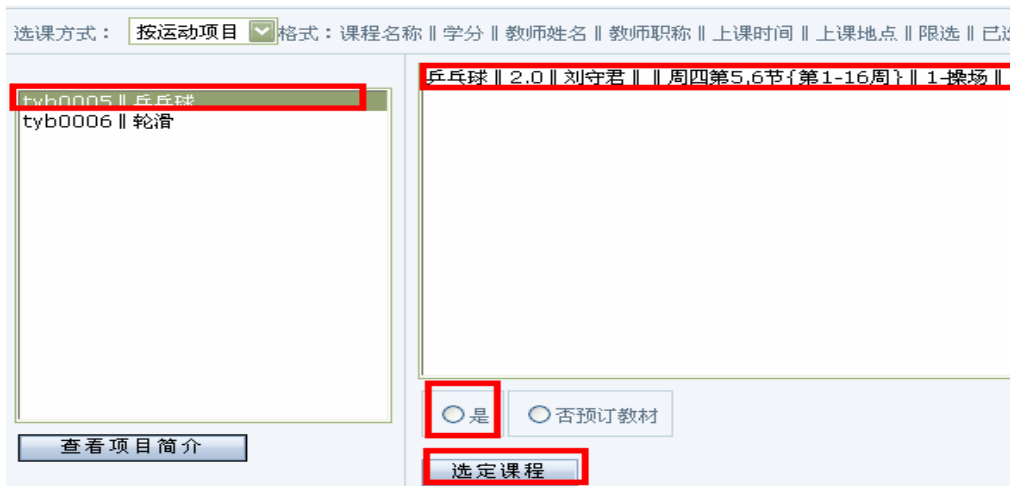 选课方式： 按运动项目 格式：课程名称‖学分‖教师姓名‖教师职称‖上课时间‖上课地点‖限选‖已选
乒乓球‖2.0‖刘守君‖‖周四第5,6节{第1-16周}‖1-操场‖
tyb0005‖乒乓球
tyb0006‖轮滑
是 否预订教材
查看项目简介
选定课程